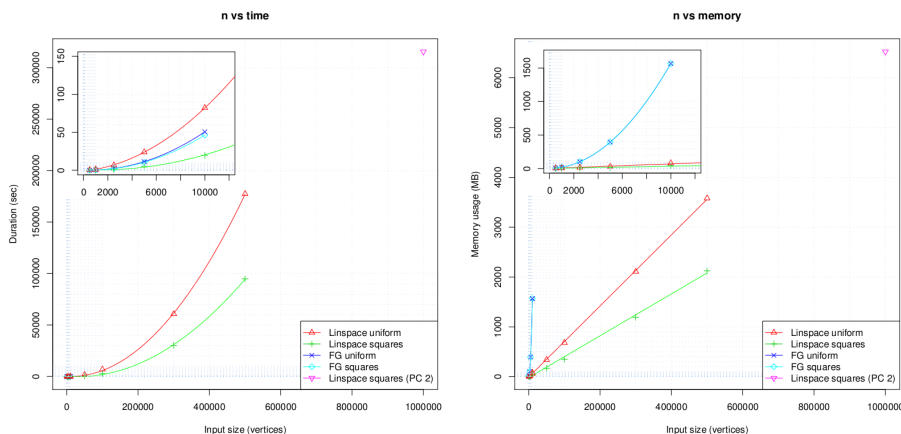 n vs time
Duration (sec)
0 50000 100000 150000 200000 250000 300000
0 50 100 150
0 2000 4000 6000 10000
Linspace uniform
Linspace squares
FG uniform
FG squares
Linspace squares (PC 2)
0 200000 400000 600000 800000 1000000
Input size (vertices)
n vs memory
Memory usage (MB)
0 1000 2000 3000 4000 5000 6000
0 500 1000 1500
0 2000 6000 10000
Linspace uniform
Linspace squares
FG uniform
FG squares
Linspace squares (PC 2)
0 200000 400000 600000 800000 1000000
Input size (vertices)